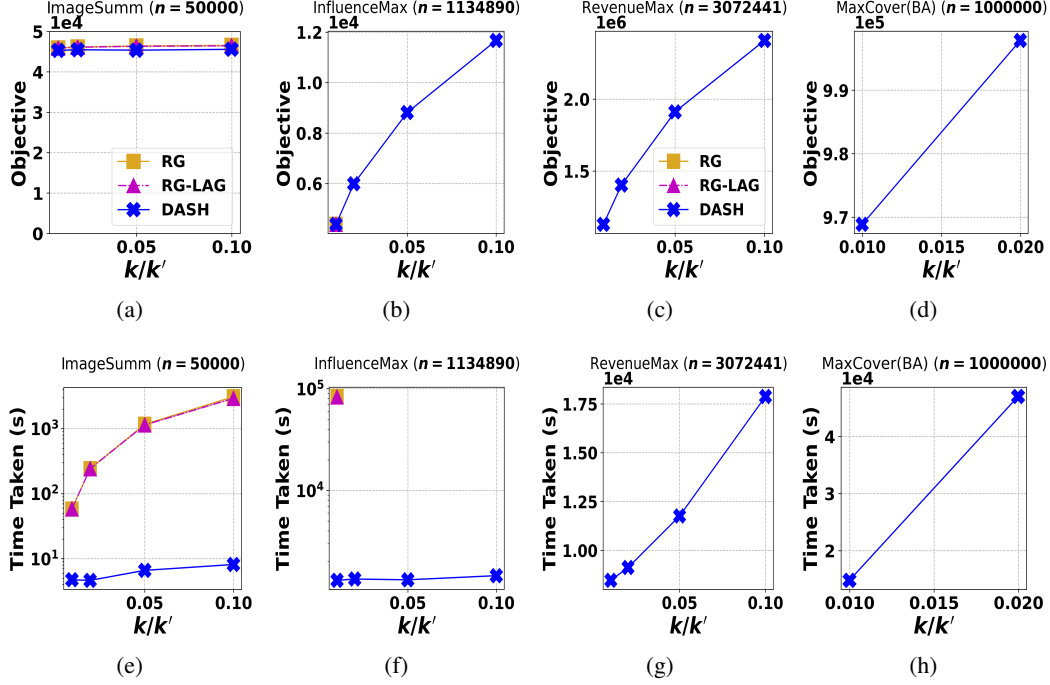 ImageSumm (n = 50000)
1e4
5
4
3
2
1
0
0.05
0.10
Objective
k/k′
RG
RG-LAG
DASH
(a)
InfluenceMax (n = 1134890)
1e4
1.2
1.0
0.8
0.6
0.05
0.10
Objective
k/k′
(b)
RevenueMax (n = 3072441)
1e6
2.0
1.5
0.05
0.10
Objective
k/k′
RG
RG-LAG
DASH
(c)
MaxCover(BA) (n = 1000000)
1e5
9.9
9.8
9.7
0.010
0.015
0.020
Objective
k/k′
(d)
ImageSumm (n = 50000)
10³
10²
10¹
0.05
0.10
Time Taken (s)
k/k′
(e)
InfluenceMax (n = 1134890)
10⁵
10⁴
0.05
0.10
Time Taken (s)
k/k′
(f)
RevenueMax (n = 3072441)
1e4
1.75
1.50
1.25
1.00
0.05
0.10
Time Taken (s)
k/k′
(g)
MaxCover(BA) (n = 1000000)
1e4
4
3
2
0.010
0.015
0.020
Time Taken (s)
k/k′
(h)